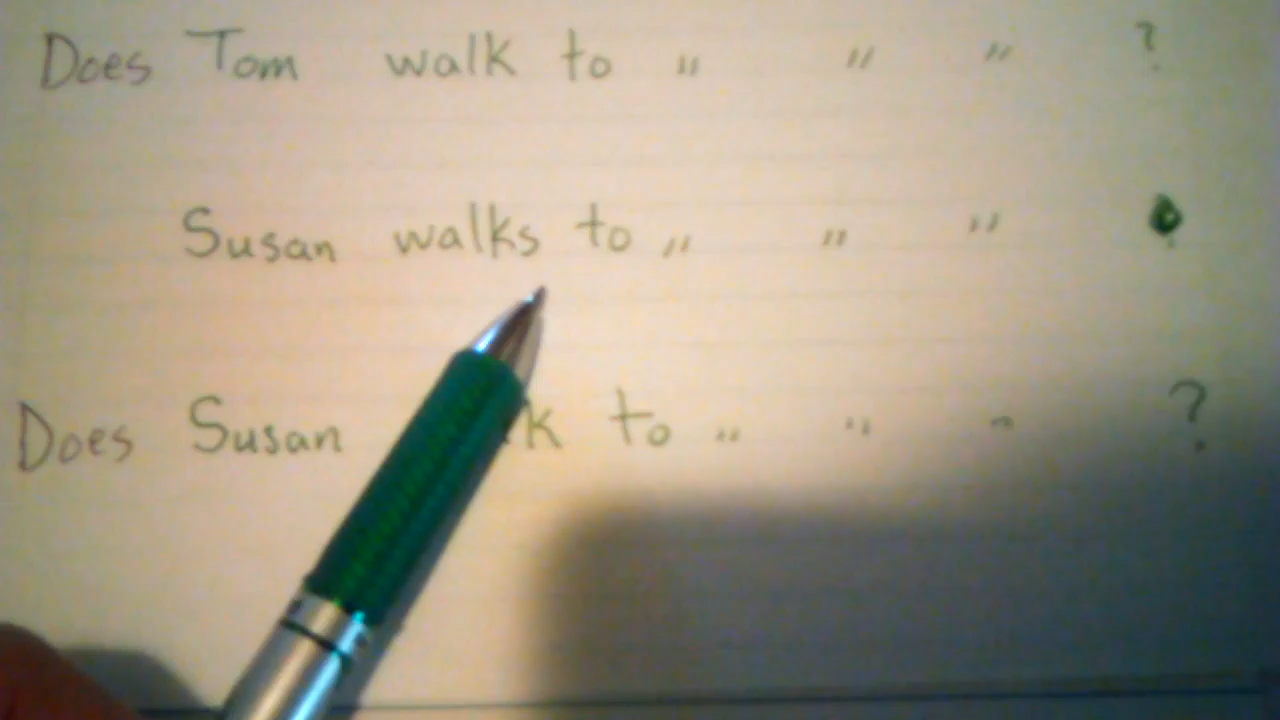 Does Tom walk to " " " ?
Susan walks to " " " .
Does Susan to " " " ?